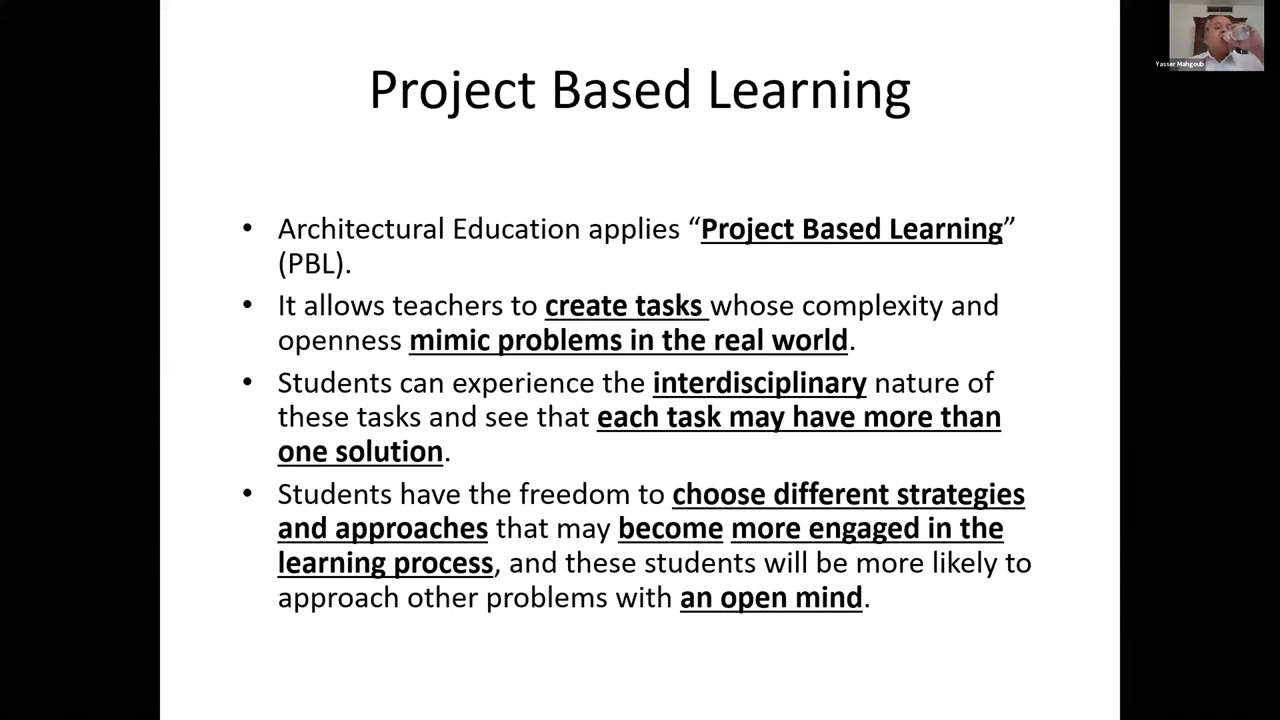 Project Based Learning
Yasser Mahgoub
• Architectural Education applies “Project Based Learning”
(PBL).
• It allows teachers to create tasks whose complexity and
openness mimic problems in the real world.
• Students can experience the interdisciplinary nature of
these tasks and see that each task may have more than
one solution.
• Students have the freedom to choose different strategies
and approaches that may become more engaged in the
learning process, and these students will be more likely to
approach other problems with an open mind.